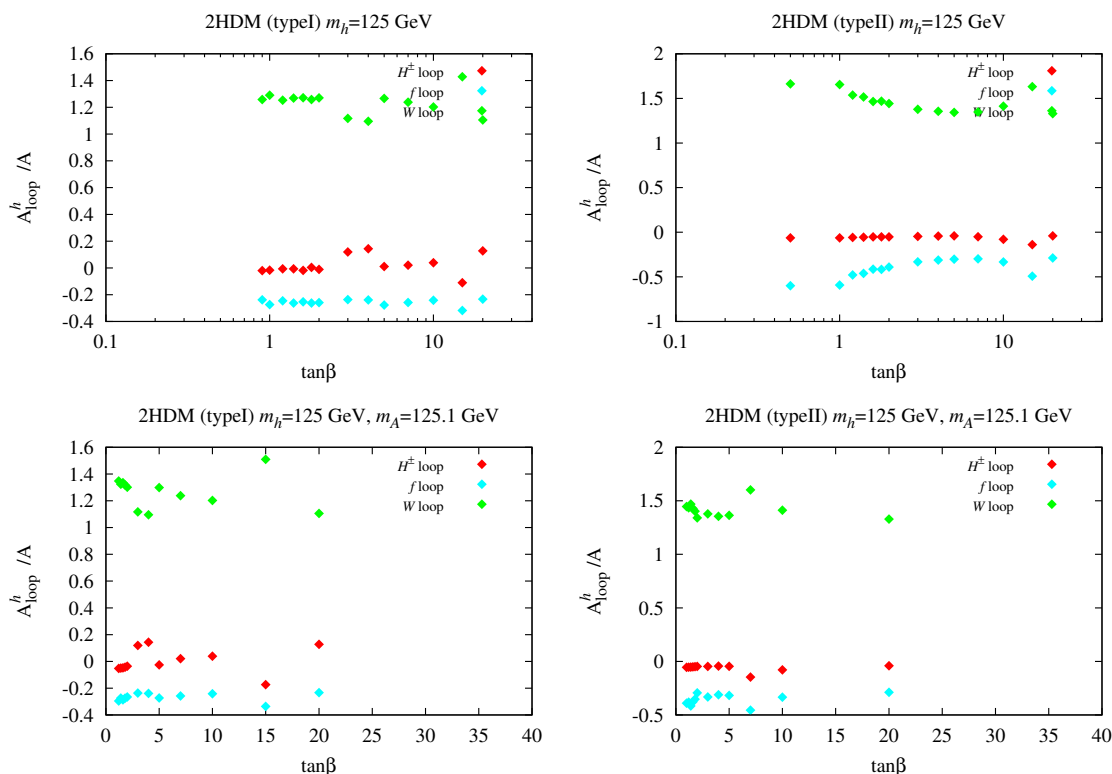 2HDM (typeI) m_h=125 GeV
1.6
1.4
1.2
1
0.8
0.6
0.4
0.2
0
-0.2
-0.4
A^h_loop /A
H± loop
f loop
W loop
0.1 1 10
tanβ
2HDM (typeII) m_h=125 GeV
2
1.5
1
0.5
0
-0.5
-1
A^h_loop /A
H± loop
f loop
W loop
0.1 1 10
tanβ
2HDM (typeI) m_h=125 GeV, m_A=125.1 GeV
1.6
1.4
1.2
1
0.8
0.6
0.4
0.2
0
-0.2
-0.4
A^h_loop /A
H± loop
f loop
W loop
0 5 10 15 20 25 30 35 40
tanβ
2HDM (typeII) m_h=125 GeV, m_A=125.1 GeV
2
1.5
1
0.5
0
-0.5
A^h_loop /A
H± loop
f loop
W loop
0 5 10 15 20 25 30 35 40
tanβ